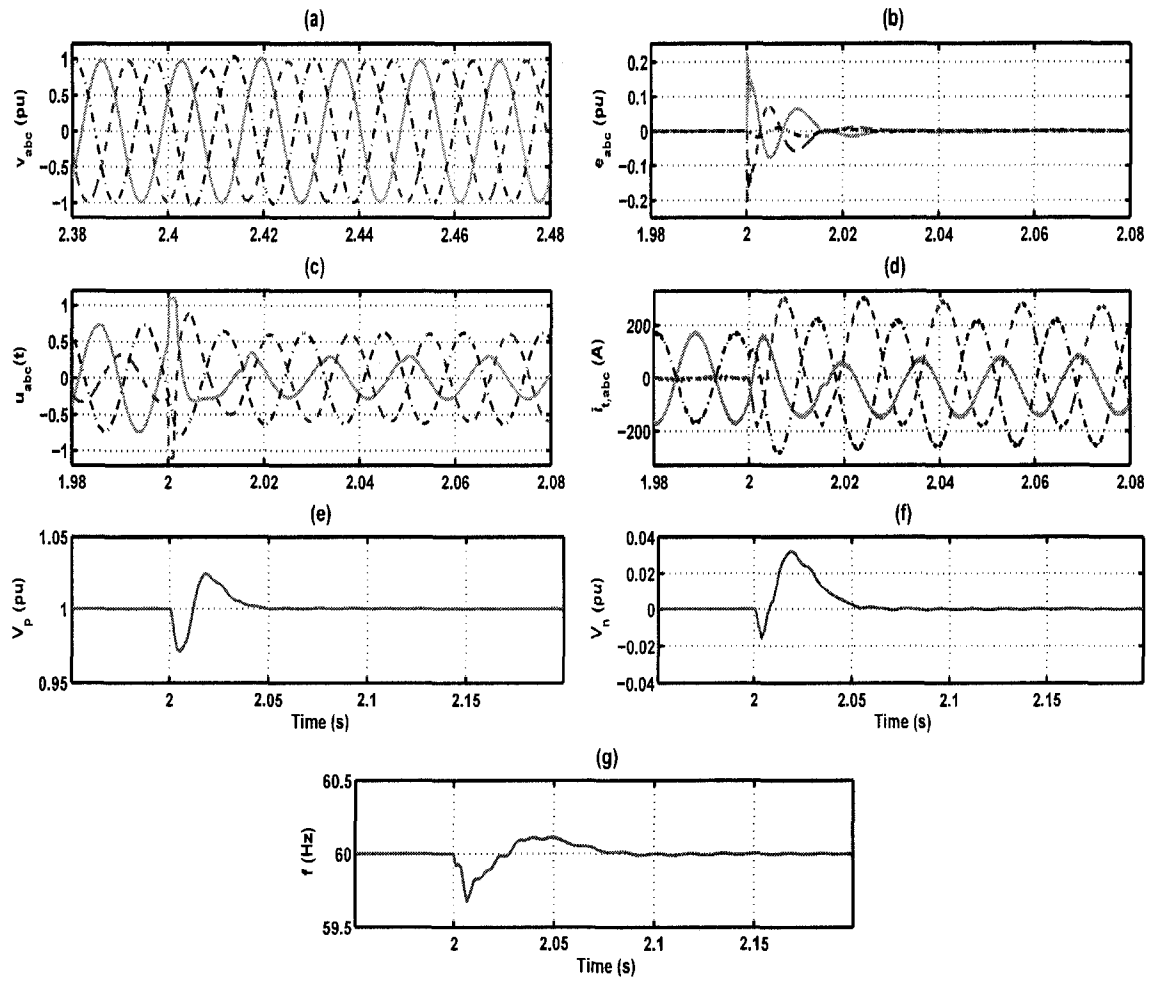 (a)
1
0.5
0
−0.5
−1
v_abc (pu)
2.38 2.4 2.42 2.44 2.46 2.48
(b)
0.2
0.1
0
−0.1
−0.2
e_abc (pu)
1.98 2 2.02 2.04 2.06 2.08
(c)
1
0.5
0
−0.5
−1
u_abc(t)
1.98 2 2.02 2.04 2.06 2.08
(d)
200
0
−200
i_t,abc (A)
1.98 2 2.02 2.04 2.06 2.08
(e)
1.05
1
0.95
V_p (pu)
2 2.05 2.1 2.15
Time (s)
(f)
0.04
0.02
0
−0.02
−0.04
V_n (pu)
2 2.05 2.1 2.15
Time (s)
(g)
60.5
60
59.5
f (Hz)
2 2.05 2.1 2.15
Time (s)